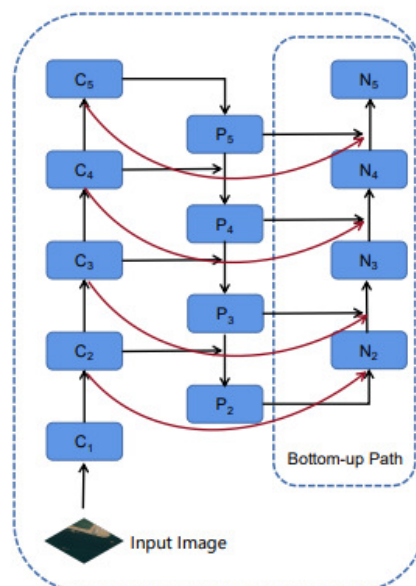 C5
N5
P5
C4
N4
P4
C3
N3
P3
C2
N2
P2
C1
Bottom-up Path
Input Image